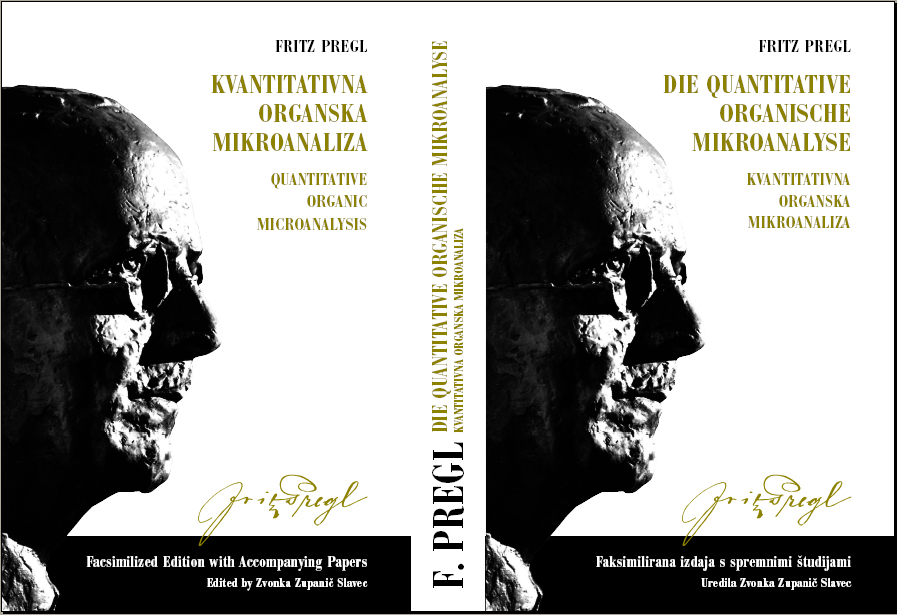 FRITZ PREGL
KVANTITATIVNA
ORGANSKA
MIKROANALIZA
QUANTITATIVE
ORGANIC
MICROANALYSIS
Fritz Pregl
Facsimilized Edition with Accompanying Papers
Edited by Zvonka Zupanič Slavec
F. PREGL DIE QUANTITATIVE ORGANISCHE MIKROANALYSE
KVANTITATIVNA ORGANSKA MIKROANALIZA
FRITZ PREGL
DIE QUANTITATIVE
ORGANISCHE
MIKROANALYSE
KVANTITATIVNA
ORGANSKA
MIKROANALIZA
Fritz Pregl
Faksimilirana izdaja s spremnimi študijami
Uredila Zvonka Zupanič Slavec